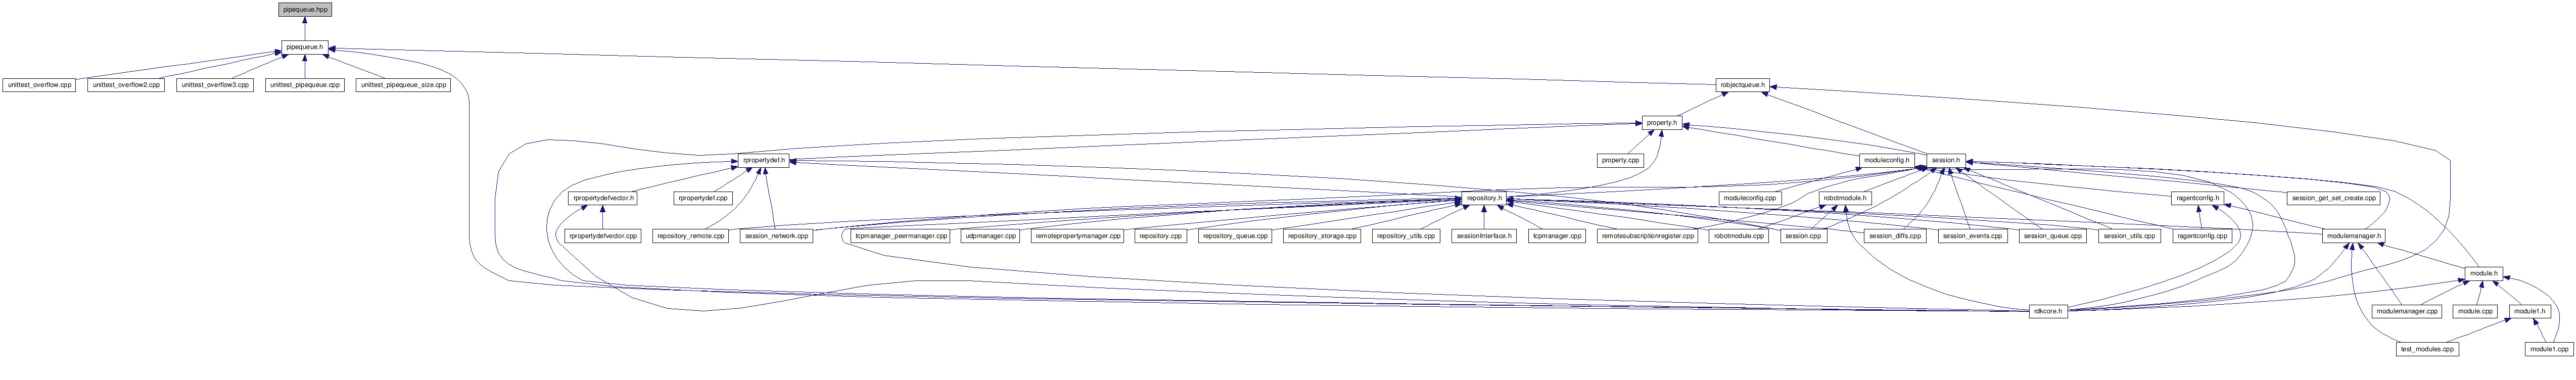 pipequeue.hpp
pipequeue.h
unittest_overflow.cpp
unittest_overflow2.cpp
unittest_overflow3.cpp
unittest_pipequeue.cpp
unittest_pipequeue_size.cpp
robjectqueue.h
property.h
rpropertydef.h
property.cpp
moduleconfig.h
session.h
rpropertydefvector.h
rpropertydef.cpp
repository.h
moduleconfig.cpp
robotmodule.h
ragentconfig.h
session_get_set_create.cpp
rpropertydefvector.cpp
repository_remote.cpp
session_network.cpp
tcpmanager_peermanager.cpp
udpmanager.cpp
remotepropertymanager.cpp
repository.cpp
repository_queue.cpp
repository_storage.cpp
repository_utils.cpp
sessionInterface.h
tcpmanager.cpp
remotesubscriptionregister.cpp
robotmodule.cpp
session.cpp
session_diffs.cpp
session_events.cpp
session_queue.cpp
session_utils.cpp
ragentconfig.cpp
modulemanager.h
module.h
rdkcore.h
modulemanager.cpp
module.cpp
module1.h
test_modules.cpp
module1.cpp